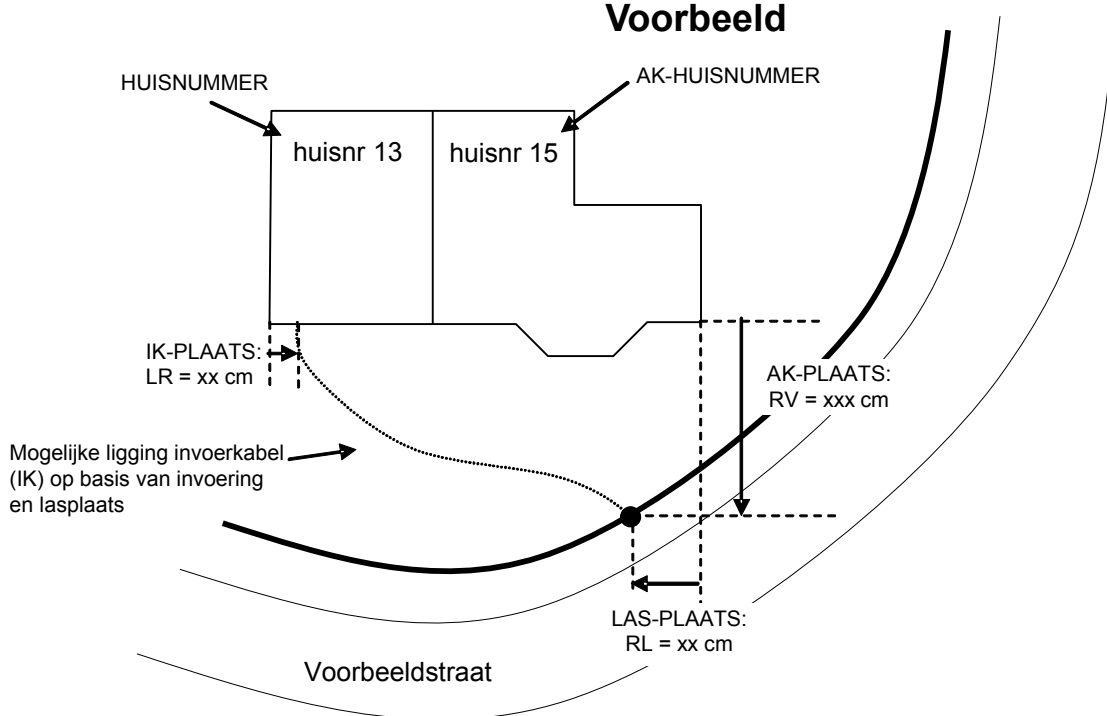 Voorbeeld
HUISNUMMER
AK-HUISNUMMER
huisnr 13
huisnr 15
IK-PLAATS:
LR = xx cm
AK-PLAATS:
RV = xxx cm
Mogelijke ligging invoerkabel
(IK) op basis van invoering
en lasplaats
LAS-PLAATS:
RL = xx cm
Voorbeeldstraat